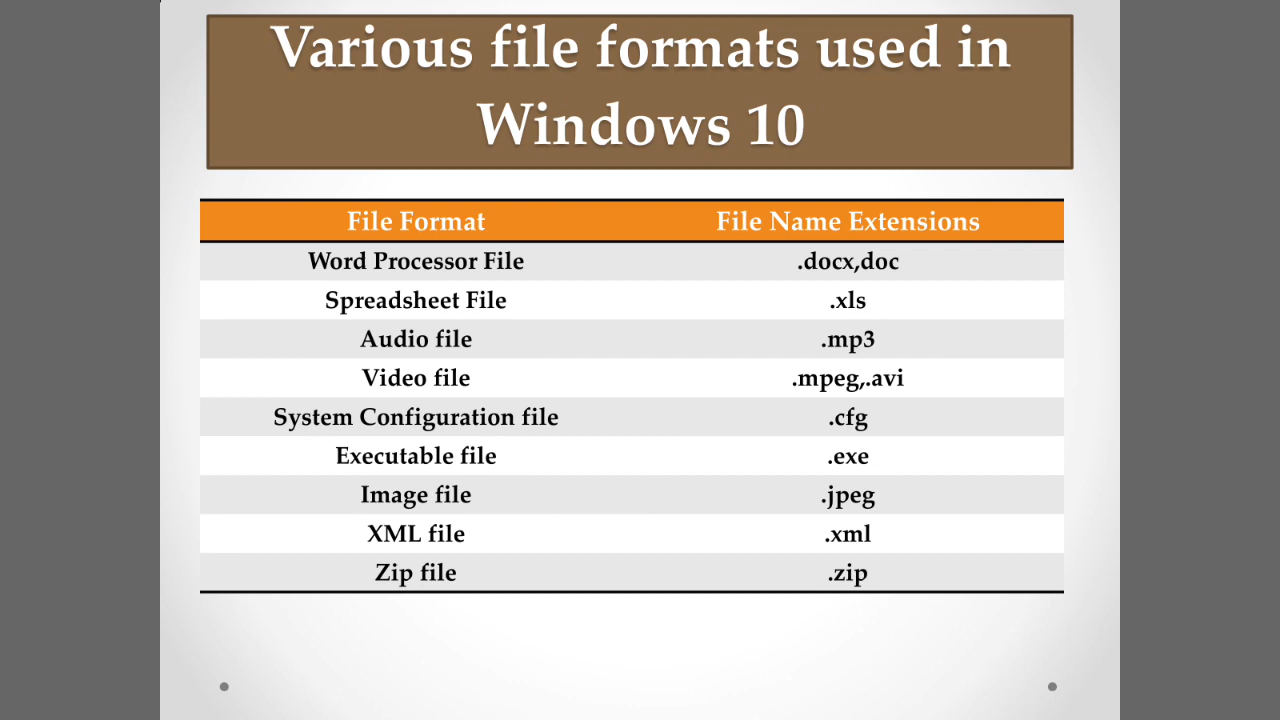 Various file formats used in
Windows 10
File Format File Name Extensions
Word Processor File .docx,doc
Spreadsheet File .xls
Audio file .mp3
Video file .mpeg,.avi
System Configuration file .cfg
Executable file .exe
Image file .jpeg
XML file .xml
Zip file .zip